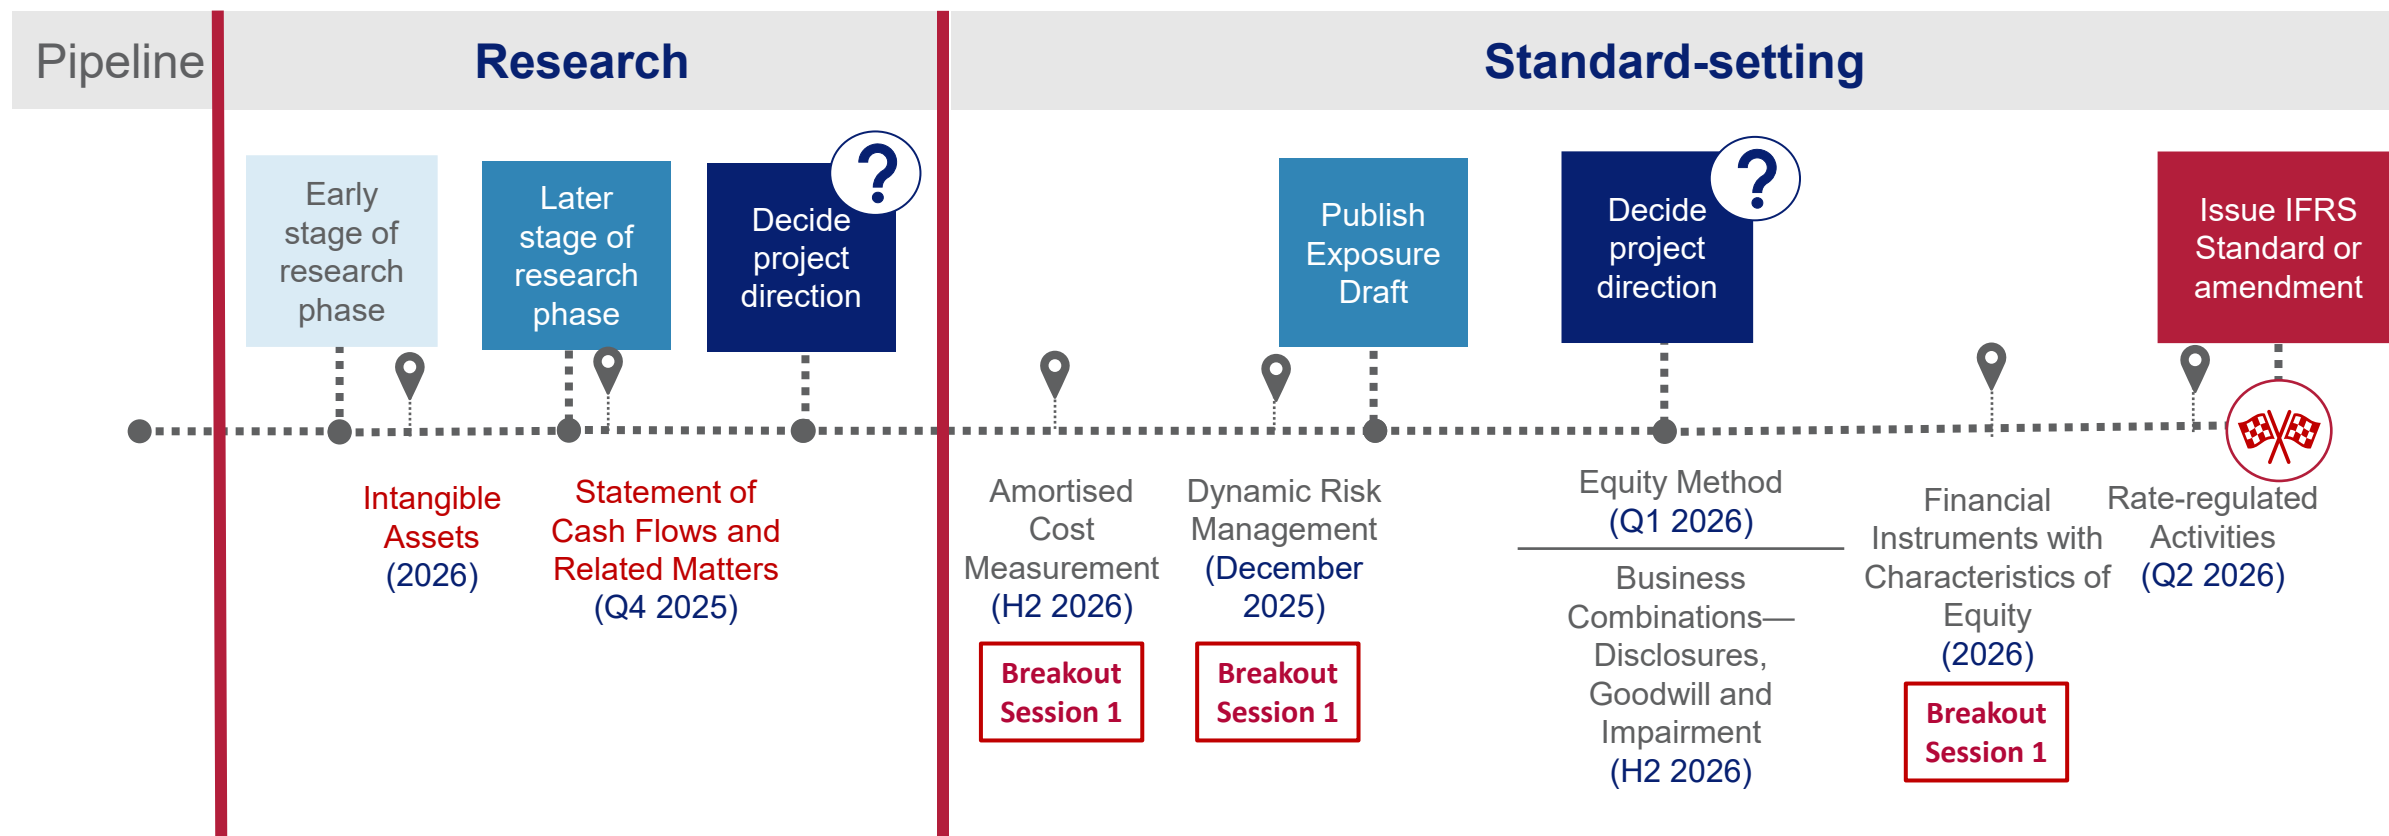 Pipeline
Research
Standard-setting
Early
stage of
research
phase
Later
stage of
research
phase
Decide
project
direction
?
Publish
Exposure
Draft
Decide
project
direction
?
Issue IFRS
Standard or
amendment
Intangible
Assets
(2026)
Statement of
Cash Flows and
Related Matters
(Q4 2025)
Amortised
Cost
Measurement
(H2 2026)
Breakout
Session 1
Dynamic Risk
Management
(December
2025)
Breakout
Session 1
Equity Method
(Q1 2026)
Business
Combinations—
Disclosures,
Goodwill and
Impairment
(H2 2026)
Financial
Instruments with
Characteristics of
Equity
(2026)
Breakout
Session 1
Rate-regulated
Activities
(Q2 2026)